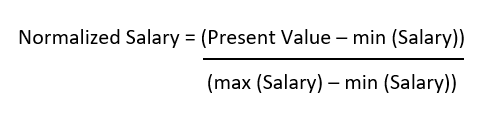 Normalized Salary = (Present Value – min (Salary))
(max (Salary) – min (Salary))